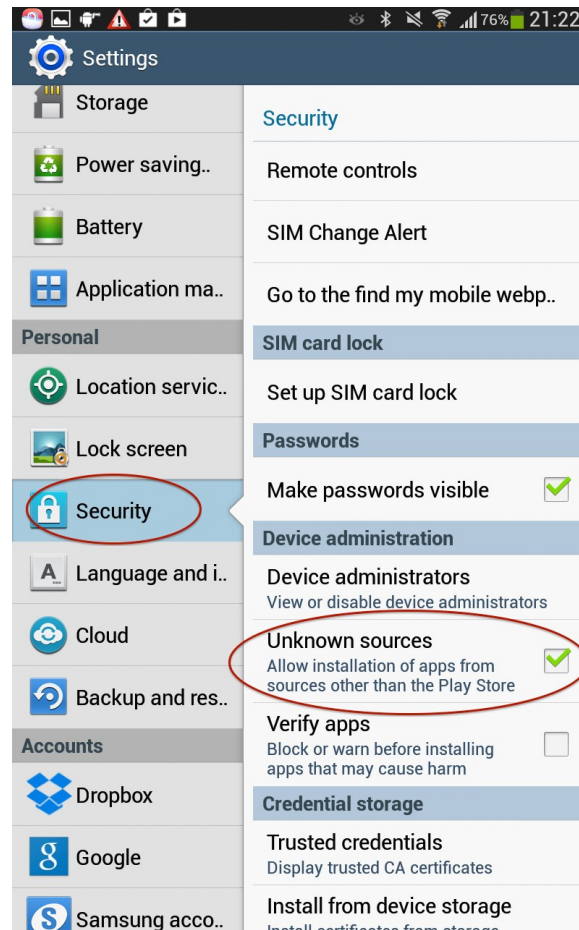 76% 21:22
Settings
Storage
Power saving..
Battery
Application ma..
Personal
Location servic..
Lock screen
Security
Language and i..
Cloud
Backup and res..
Accounts
Dropbox
Google
Samsung acco..
Security
Remote controls
SIM Change Alert
Go to the find my mobile webp..
SIM card lock
Set up SIM card lock
Passwords
Make passwords visible
Device administration
Device administrators
View or disable device administrators
Unknown sources
Allow installation of apps from
sources other than the Play Store
Verify apps
Block or warn before installing
apps that may cause harm
Credential storage
Trusted credentials
Display trusted CA certificates
Install from device storage
Install certificates from storage